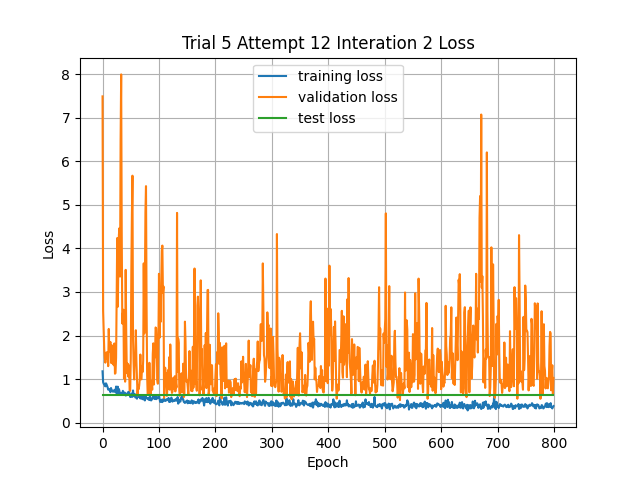 Trial 5 Attempt 12 Interation 2 Loss
training loss
validation loss
test loss
8
7
6
5
4
3
2
1
0
Loss
0 100 200 300 400 500 600 700 800
Epoch